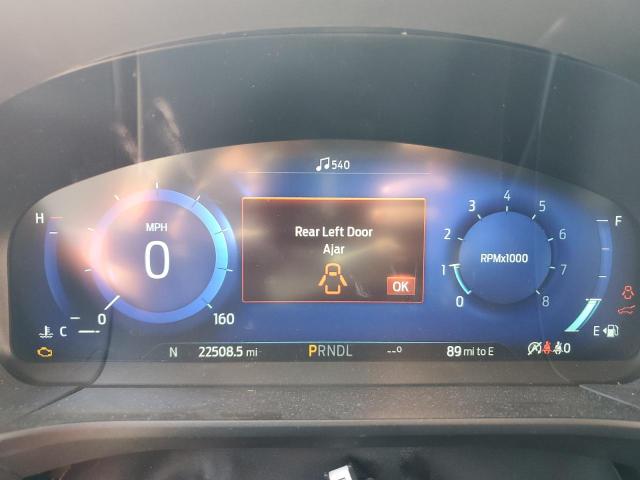 540
Rear Left Door
Ajar
OK
MPH
0
0 160
H
C
RPMx1000
0 1 2 3 4 5 6 7 8
F
E
N 22508.5 mi PRNDL --° 89 mi to E